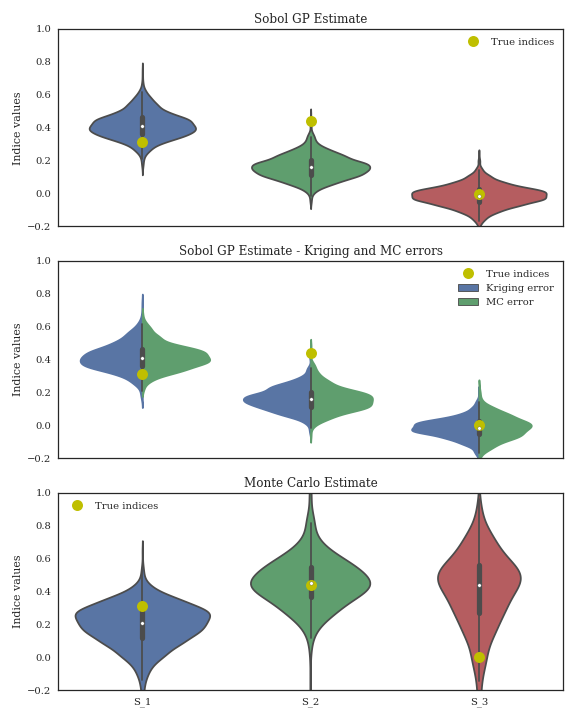 Sobol GP Estimate
1.0
0.8
0.6
0.4
0.2
0.0
−0.2
Indice values
True indices
Sobol GP Estimate - Kriging and MC errors
1.0
0.8
0.6
0.4
0.2
0.0
−0.2
Indice values
True indices
Kriging error
MC error
Monte Carlo Estimate
1.0
0.8
0.6
0.4
0.2
0.0
−0.2
Indice values
True indices
S_1
S_2
S_3